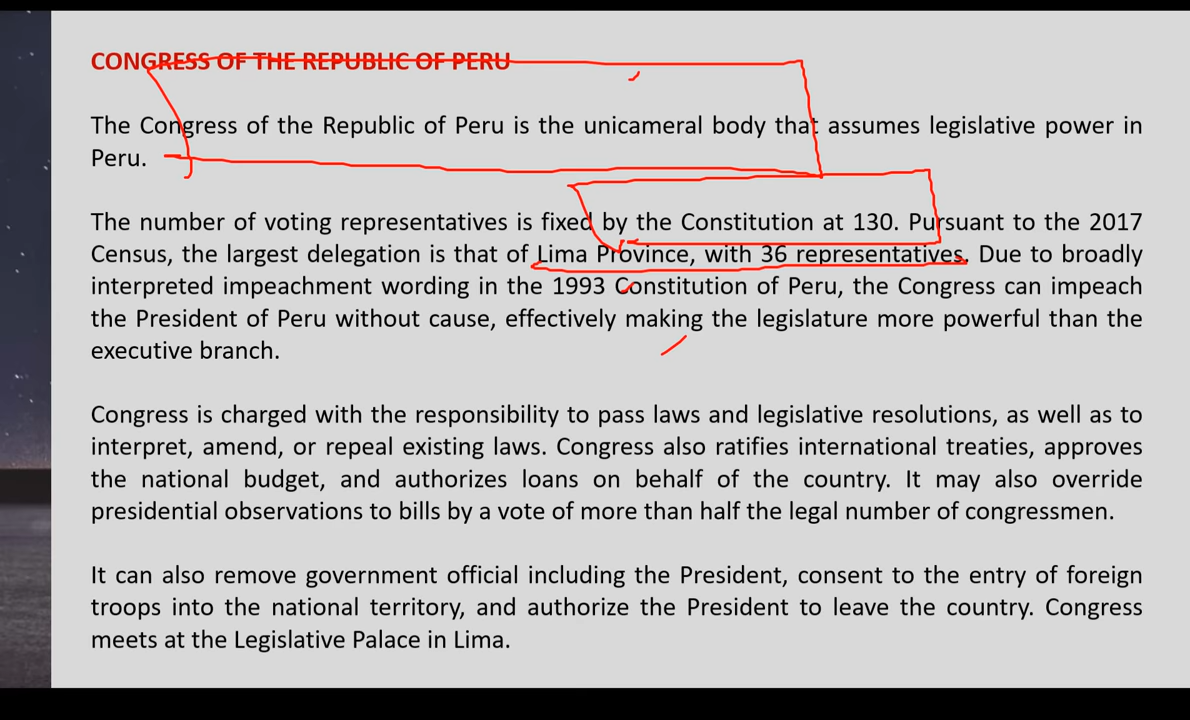 CONGRESS OF THE REPUBLIC OF PERU
The Congress of the Republic of Peru is the unicameral body that assumes legislative power in
Peru.
The number of voting representatives is fixed by the Constitution at 130. Pursuant to the 2017
Census, the largest delegation is that of Lima Province, with 36 representatives. Due to broadly
interpreted impeachment wording in the 1993 Constitution of Peru, the Congress can impeach
the President of Peru without cause, effectively making the legislature more powerful than the
executive branch.
Congress is charged with the responsibility to pass laws and legislative resolutions, as well as to
interpret, amend, or repeal existing laws. Congress also ratifies international treaties, approves
the national budget, and authorizes loans on behalf of the country. It may also override
presidential observations to bills by a vote of more than half the legal number of congressmen.
It can also remove government official including the President, consent to the entry of foreign
troops into the national territory, and authorize the President to leave the country. Congress
meets at the Legislative Palace in Lima.